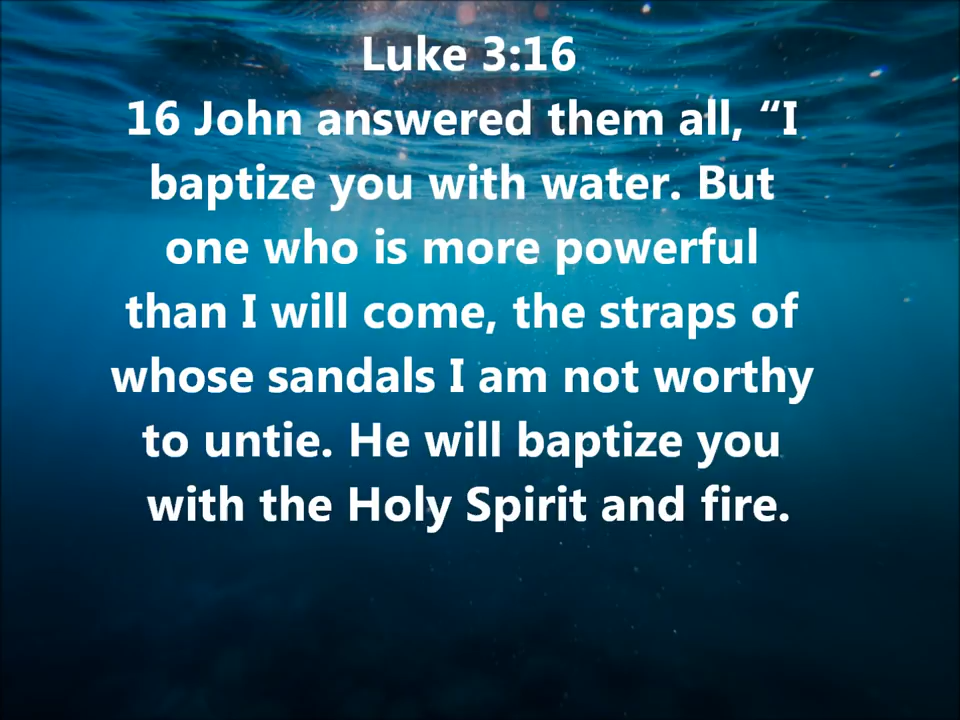 Luke 3:16
16 John answered them all, “I
baptize you with water. But
one who is more powerful
than I will come, the straps of
whose sandals I am not worthy
to untie. He will baptize you
with the Holy Spirit and fire.